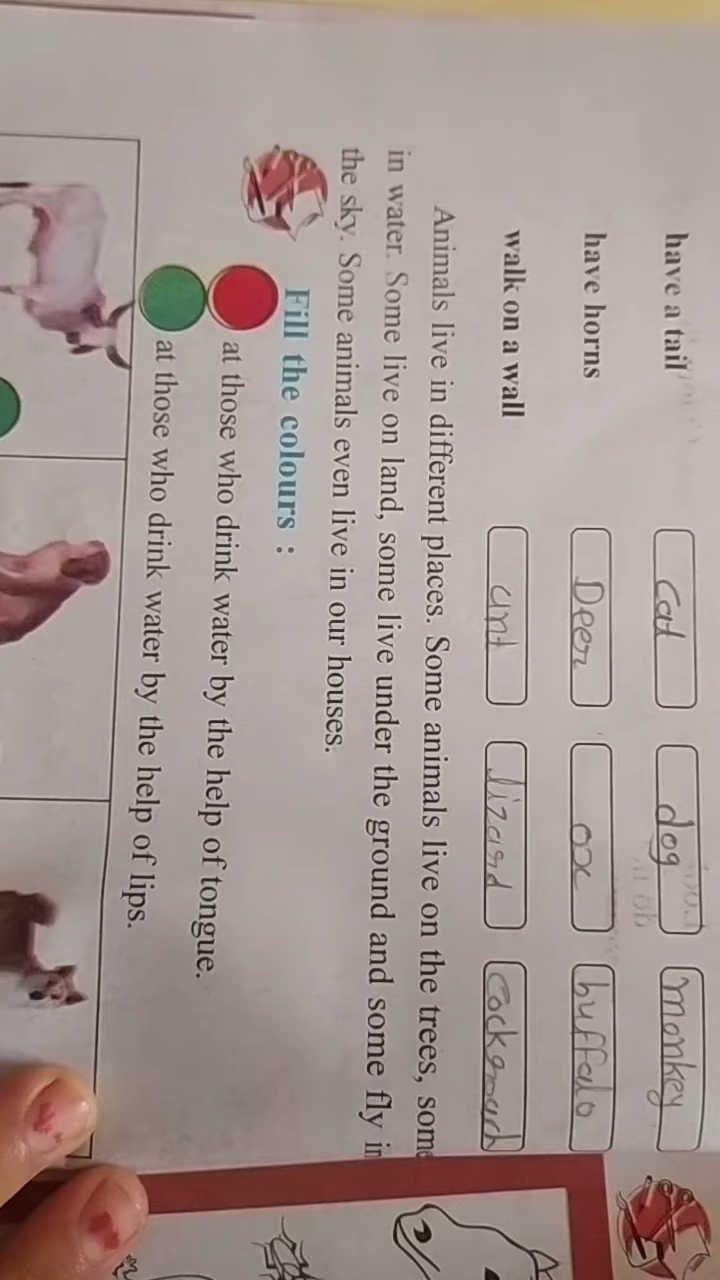 have a tail cat dog monkey
have horns Deer ox buffalo
walk on a wall ant lizard cockgroach
Animals live in different places. Some animals live on the trees, some
in water. Some live on land, some live under the ground and some fly in
the sky. Some animals even live in our houses.
Fill the colours :
at those who drink water by the help of tongue.
at those who drink water by the help of lips.